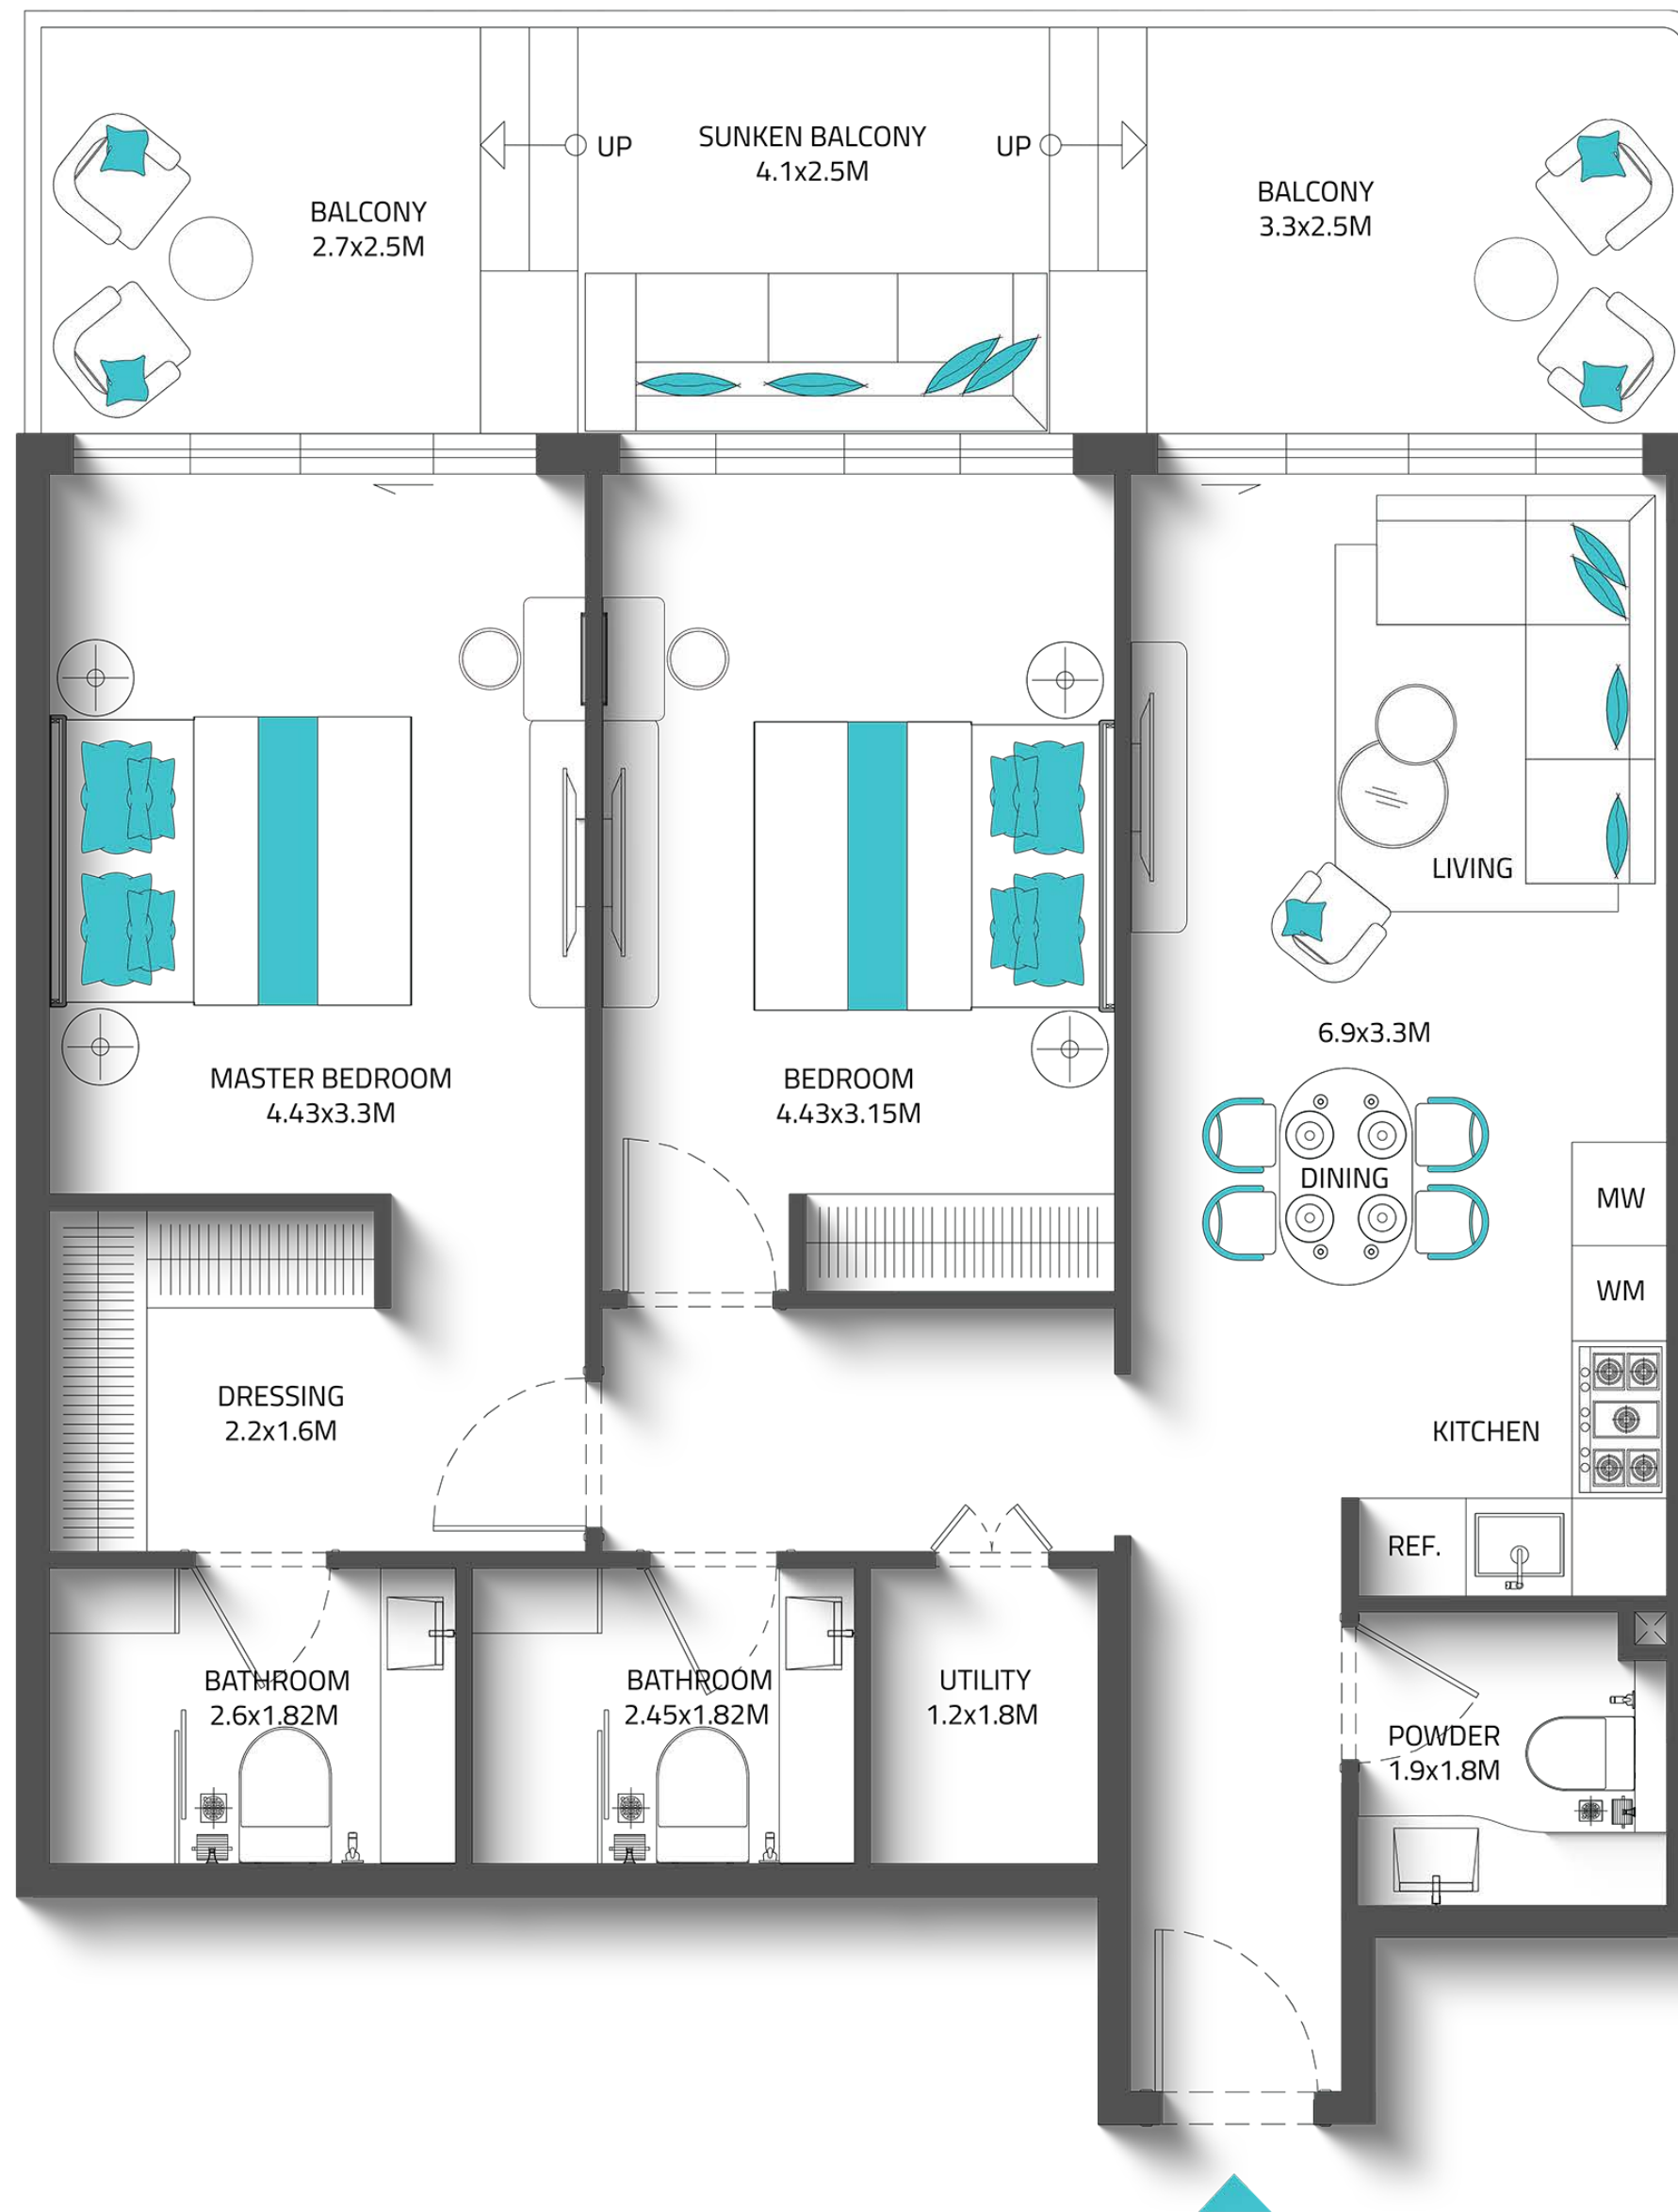 SUNKEN BALCONY
4.1x2.5M
UP
UP
BALCONY
2.7x2.5M
BALCONY
3.3x2.5M
LIVING
6.9x3.3M
MASTER BEDROOM
4.43x3.3M
BEDROOM
4.43x3.15M
DINING
MW
WM
DRESSING
2.2x1.6M
KITCHEN
REF.
BATHROOM
2.6x1.82M
BATHROOM
2.45x1.82M
UTILITY
1.2x1.8M
POWDER
1.9x1.8M